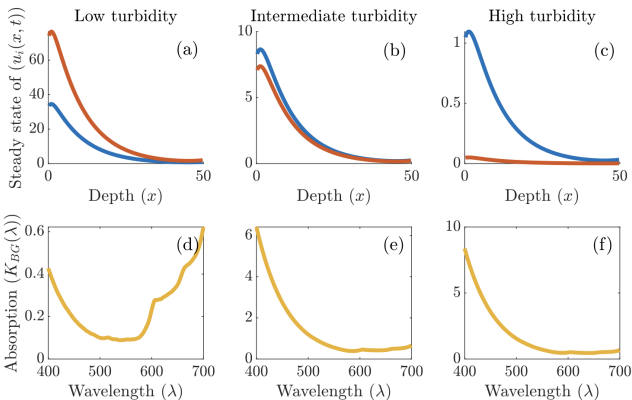 Low turbidity
Intermediate turbidity
High turbidity
Steady state of (u_i(x, t))
60
40
20
0
0
50
(a)
Depth (x)
10
5
0
0
50
(b)
Depth (x)
1
0.5
0
0
50
(c)
Depth (x)
Absorption (K_BG(λ))
0.6
0.4
0.2
0
400
500
600
700
(d)
Wavelength (λ)
6
4
2
0
400
500
600
700
(e)
Wavelength (λ)
10
5
0
400
500
600
700
(f)
Wavelength (λ)